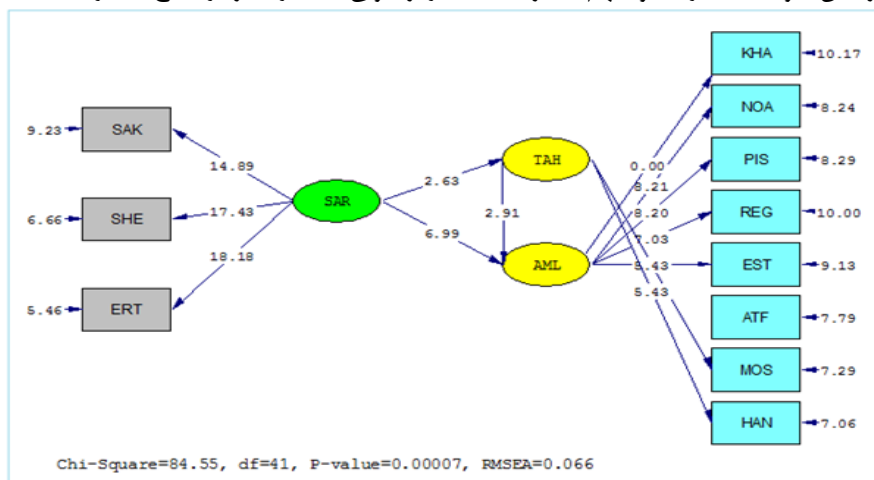 KHA
10.17
NOA
8.24
9.23
SAK
PIS
8.29
TAH
0.00
14.89
8.21
2.63
6.66
SHE
17.43
SAR
2.91
8.20
REG
10.00
6.99
7.03
18.18
AML
EST
9.13
5.43
5.46
ERT
ATF
7.79
MOS
7.29
HAN
7.06
Chi-Square=84.55, df=41, P-value=0.00007, RMSEA=0.066